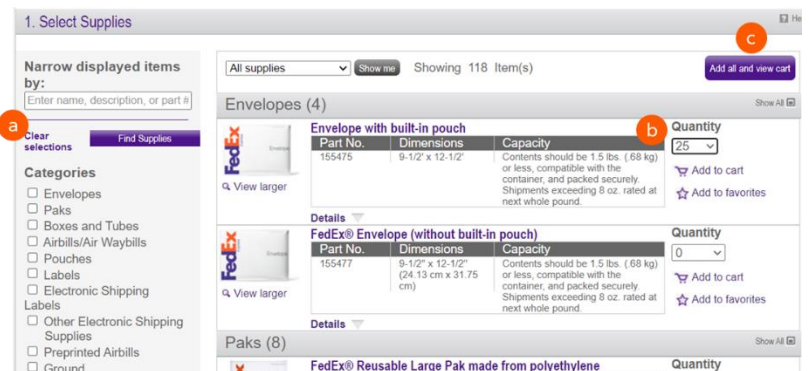 1. Select Supplies
? He
c
Narrow displayed items
by:
Enter name, description, or part #
a
Clear
selections
Find Supplies
Categories
Envelopes
Paks
Boxes and Tubes
Airbills/Air Waybills
Pouches
Labels
Electronic Shipping
Labels
Other Electronic Shipping
Supplies
Preprinted Airbills
Ground
All supplies
Show me
Showing 118 Item(s)
Add all and view cart
Envelopes (4)
Show All
FedEx
Envelope
View larger
Envelope with built-in pouch
Part No. Dimensions Capacity
155475 9-1/2' x 12-1/2' Contents should be 1.5 lbs. (.68 kg)
or less, compatible with the
container, and packed securely.
Shipments exceeding 8 oz. rated at
next whole pound.
Details
b
Quantity
25
Add to cart
Add to favorites
FedEx
Envelope
View larger
FedEx® Envelope (without built-in pouch)
Part No. Dimensions Capacity
155477 9-1/2" x 12-1/2" Contents should be 1.5 lbs. (.68 kg)
(24.13 cm x 31.75 or less, compatible with the
cm) container, and packed securely.
Shipments exceeding 8 oz. rated at
next whole pound.
Details
Quantity
0
Add to cart
Add to favorites
Paks (8)
Show All
FedEx® Reusable Large Pak made from polyethylene
Quantity